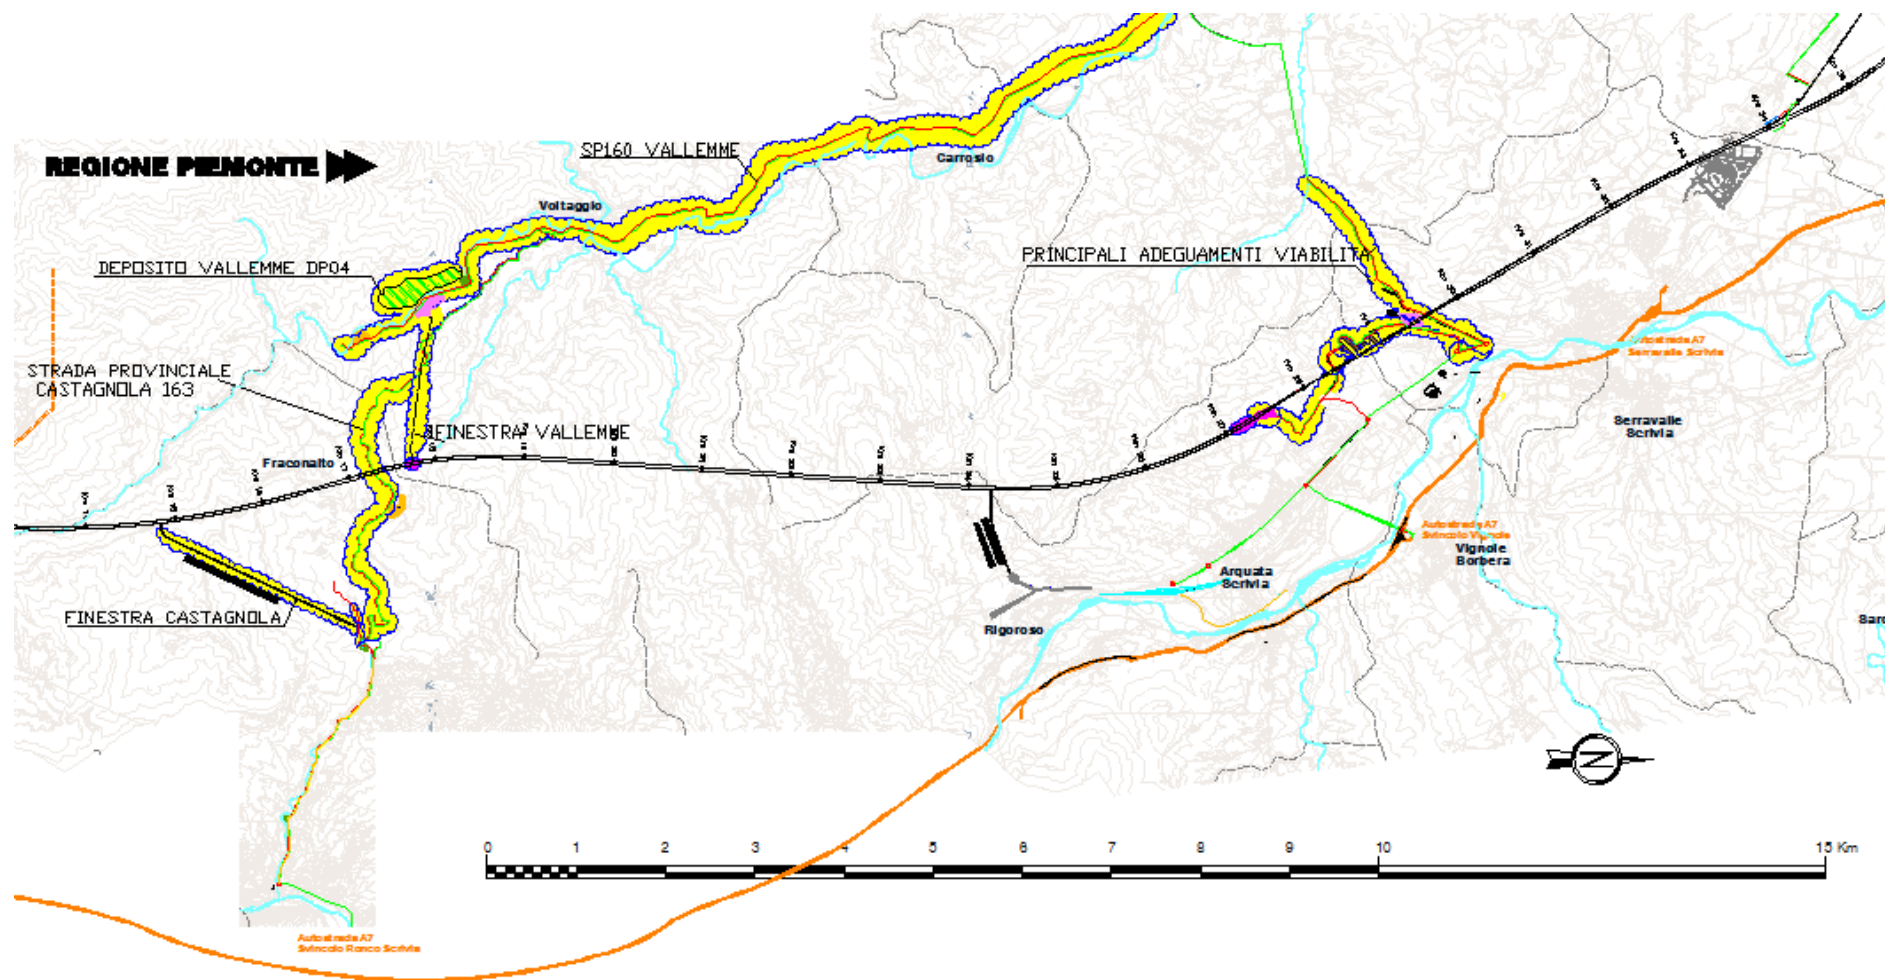 REGIONE PIEMONTE
SP160 VALLEMME
Carrosio
Voltaggio
DEPOSITO VALLEMME DP04
PRINCIPALI ADEGUAMENTI VIABILITA'
STRADA PROVINCIALE
CASTAGNOLA 163
FINESTRA VALLEMME
Fraconalto
Autostrada A7
Serravalle Scrivia
Serravalle
Scrivia
Autostrada A7
Svincolo Vignole
Vignole
Borbera
Arquata
Scrivia
FINESTRA CASTAGNOLA
Rigoroso
Sard
N
0 1 2 3 4 5 6 7 8 9 10 15 Km
Autostrada A7
Svincolo Ronco Scrivia